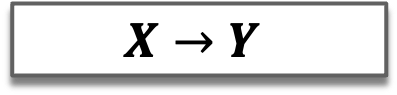 X → Y